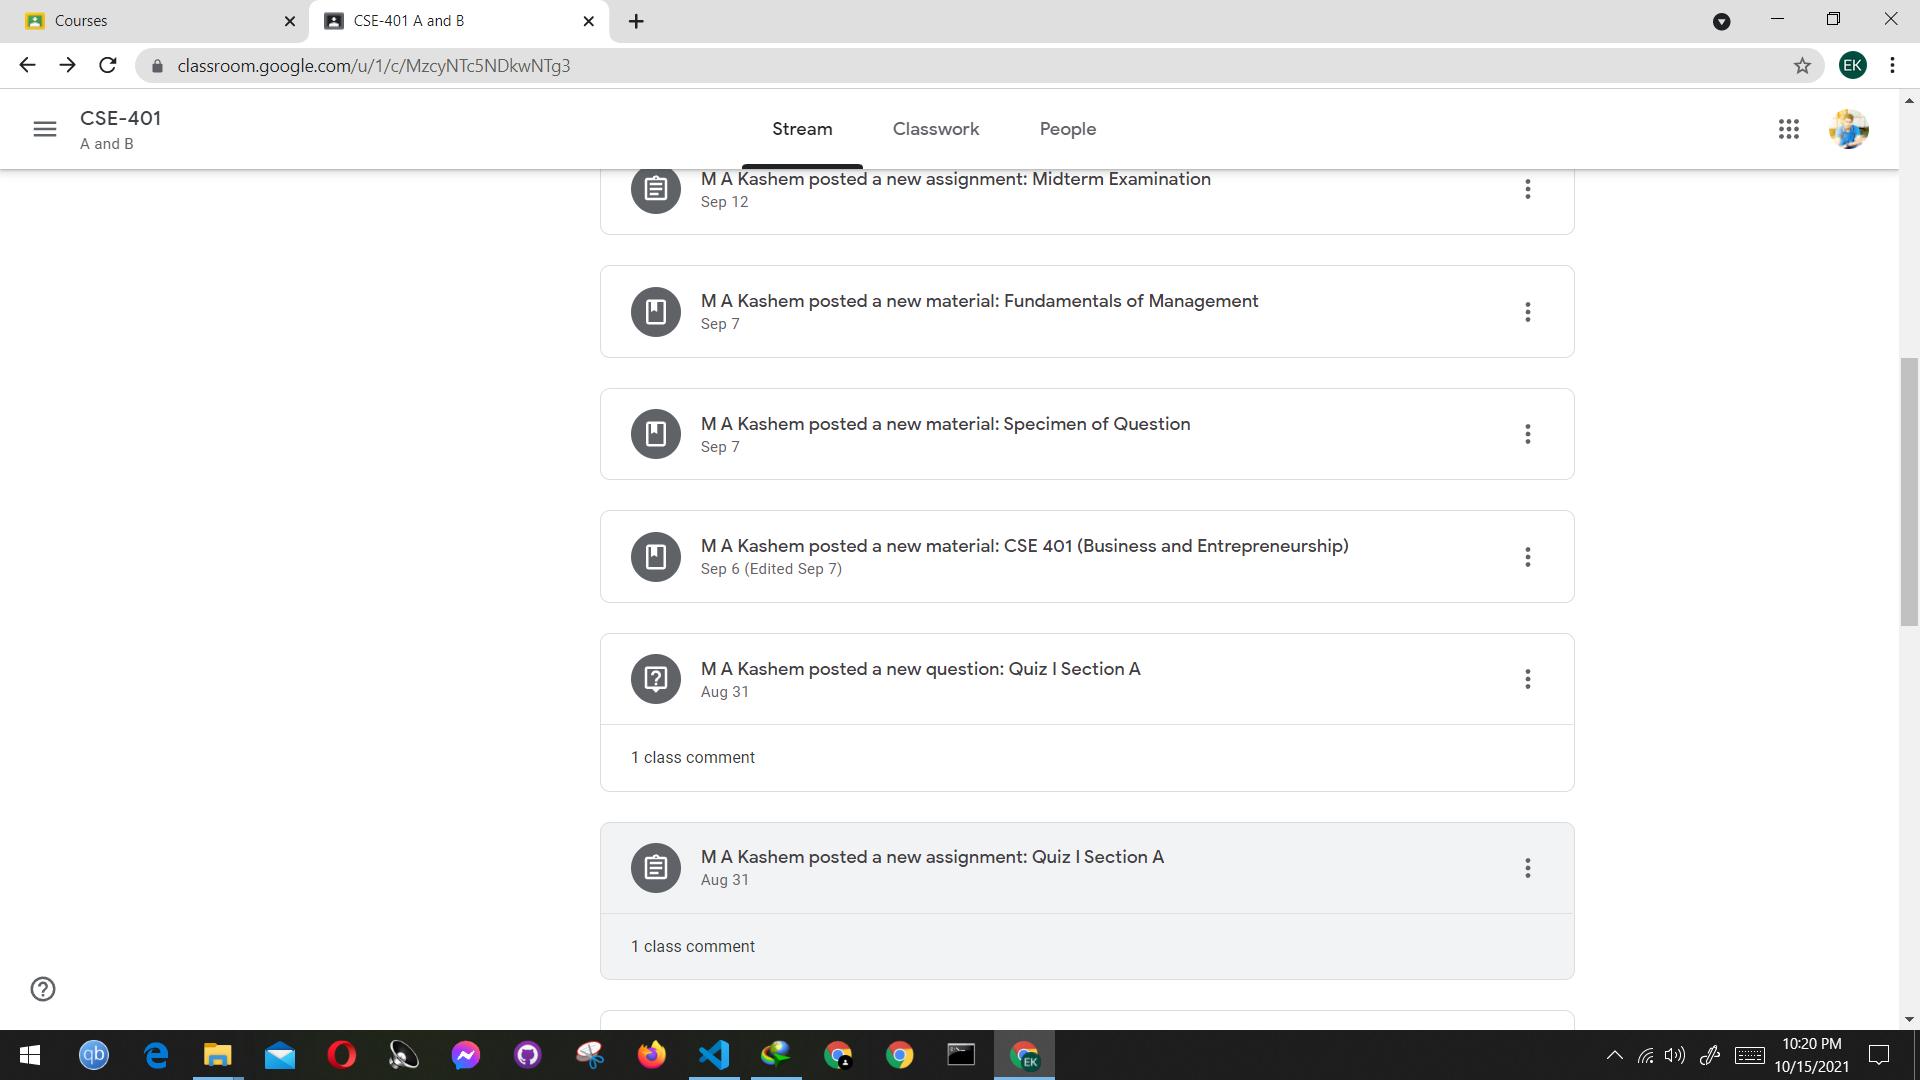 Courses
CSE-401 A and B
classroom.google.com/u/1/c/MzcyNTc5NDkwNTg3
EK
CSE-401
A and B
Stream
Classwork
People
M A Kashem posted a new assignment: Midterm Examination
Sep 12
M A Kashem posted a new material: Fundamentals of Management
Sep 7
M A Kashem posted a new material: Specimen of Question
Sep 7
M A Kashem posted a new material: CSE 401 (Business and Entrepreneurship)
Sep 6 (Edited Sep 7)
M A Kashem posted a new question: Quiz I Section A
Aug 31
1 class comment
M A Kashem posted a new assignment: Quiz I Section A
Aug 31
1 class comment
qb
EK
10:20 PM
10/15/2021